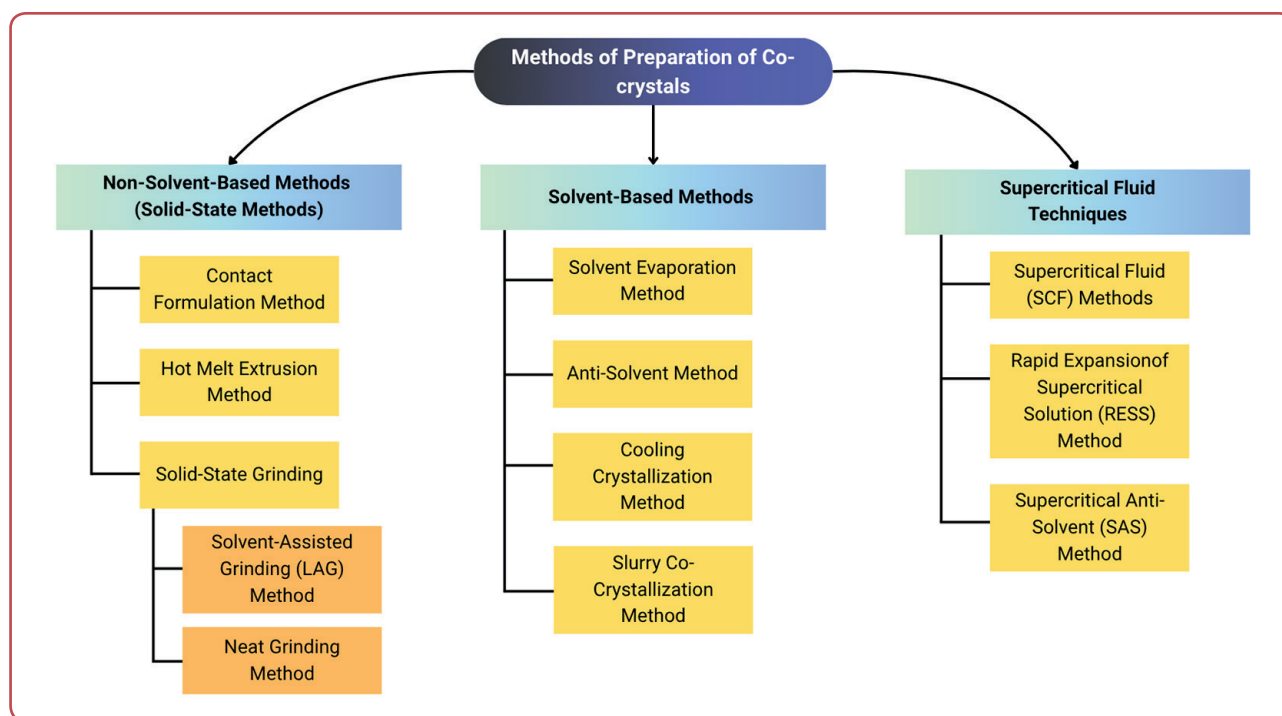 Methods of Preparation of Co-
crystals
Non-Solvent-Based Methods
(Solid-State Methods)
Contact
Formulation Method
Hot Melt Extrusion
Method
Solid-State Grinding
Solvent-Assisted
Grinding (LAG)
Method
Neat Grinding
Method
Solvent-Based Methods
Solvent Evaporation
Method
Anti-Solvent Method
Cooling
Crystallization
Method
Slurry Co-
Crystallization
Method
Supercritical Fluid
Techniques
Supercritical Fluid
(SCF) Methods
Rapid Expansionof
Supercritical
Solution (RESS)
Method
Supercritical Anti-
Solvent (SAS)
Method